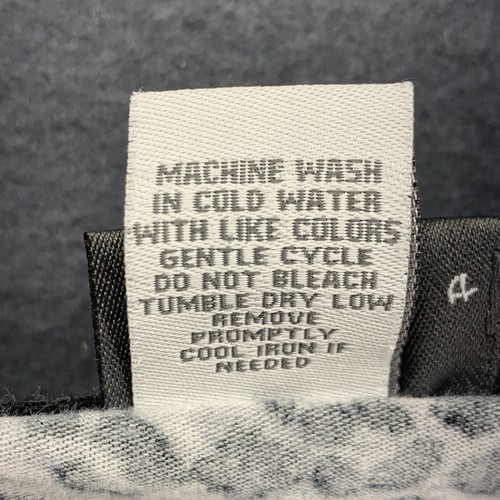 MACHINE WASH
IN COLD WATER
WITH LIKE COLORS
GENTLE CYCLE
DO NOT BLEACH
TUMBLE DRY LOW
REMOVE
PROMPTLY
COOL IRON IF
NEEDED